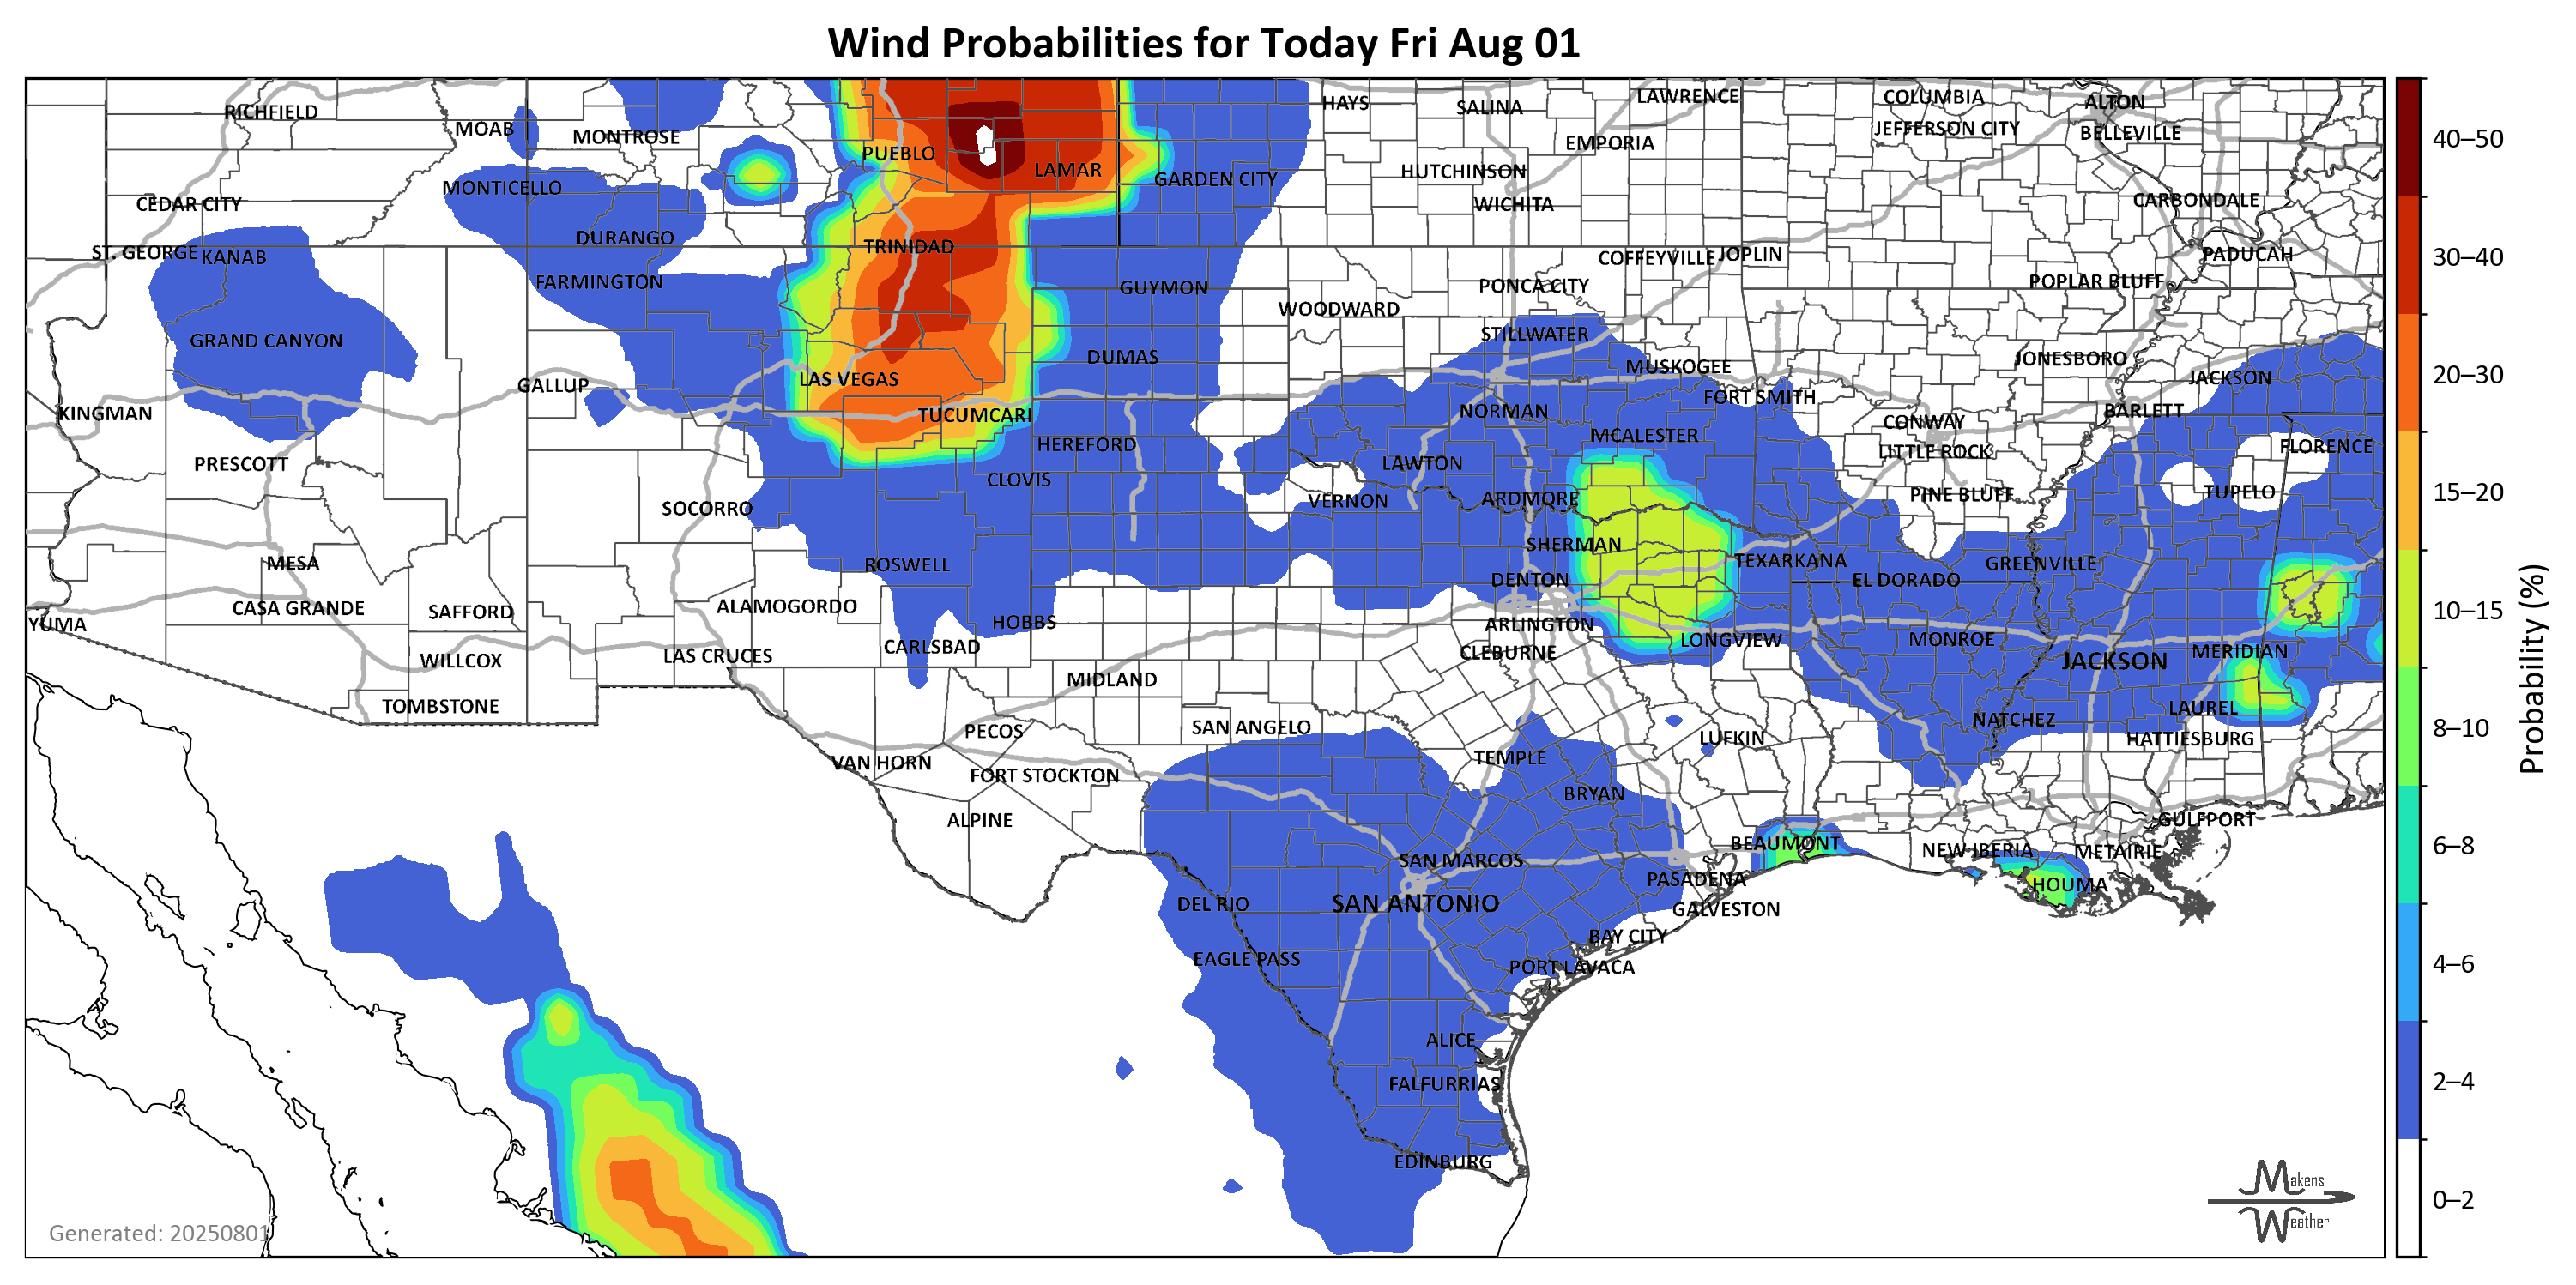 Wind Probabilities for Today Fri Aug 01
RICHFIELD
MOAB
MONTROSE
PUEBLO
LAMAR
GARDEN CITY
HAYS
SALINA
LAWRENCE
EMPORIA
HUTCHINSON
WICHITA
COLUMBIA
JEFFERSON CITY
ALTON
BELLEVILLE
CARBONDALE
CEDAR CITY
MONTICELLO
ST. GEORGE
KANAB
DURANGO
TRINIDAD
FARMINGTON
GUYMON
WOODWARD
PONCA CITY
COFFEYVILLE
JOPLIN
POPLAR BLUFF
PADUCAH
GRAND CANYON
STILLWATER
DUMAS
MUSKOGEE
JONESBORO
JACKSON
KINGMAN
GALLUP
LAS VEGAS
TUCUMCARI
NORMAN
FORT SMITH
CONWAY
BARLETT
PRESCOTT
HEREFORD
MCALESTER
LITTLE ROCK
FLORENCE
CLOVIS
LAWTON
VERNON
ARDMORE
PINE BLUFF
TUPELO
SOCORRO
MESA
ROSWELL
SHERMAN
TEXARKANA
GREENVILLE
CASA GRANDE
SAFFORD
ALAMOGORDO
DENTON
EL DORADO
YUMA
HOBBS
ARLINGTON
LONGVIEW
MONROE
WILLCOX
LAS CRUCES
CARLSBAD
CLEBURNE
JACKSON
MERIDIAN
TOMBSTONE
MIDLAND
LAUREL
PECOS
SAN ANGELO
NATCHEZ
HATTIESBURG
VAN HORN
FORT STOCKTON
TEMPLE
LUFKIN
ALPINE
BRYAN
GULFPORT
SAN MARCOS
BEAUMONT
NEW IBERIA
METAIRIE
DEL RIO
SAN ANTONIO
PASADENA
GALVESTON
HOUMA
EAGLE PASS
BAY CITY
PORT LAVACA
ALICE
FALFURRIAS
EDINBURG
Generated: 20250801
Makens
Weather
40–50
30–40
20–30
15–20
10–15
8–10
6–8
4–6
2–4
0–2
Probability (%)